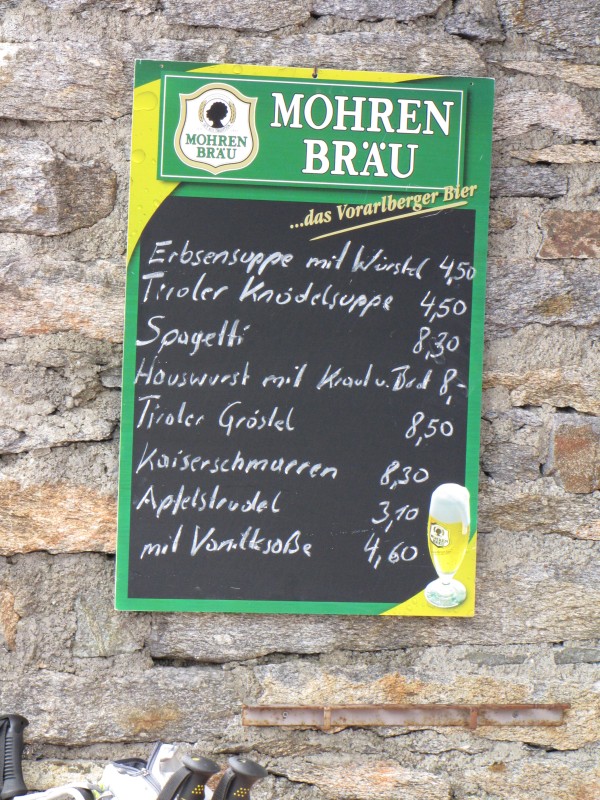 MOHREN
BRÄU
MOHREN
BRÄU
...das Vorarlberger Bier
Erbsensuppe mit Würstel 4,50
Tiroler Knödelsuppe 4,50
Spagetti 8,30
Hauswurst mit Kraut u. Brot 8,-
Tiroler Gröstel 8,50
Kaiserschmarren 8,30
Apfelstrudel 3,10
mit Vanillesoße 4,60